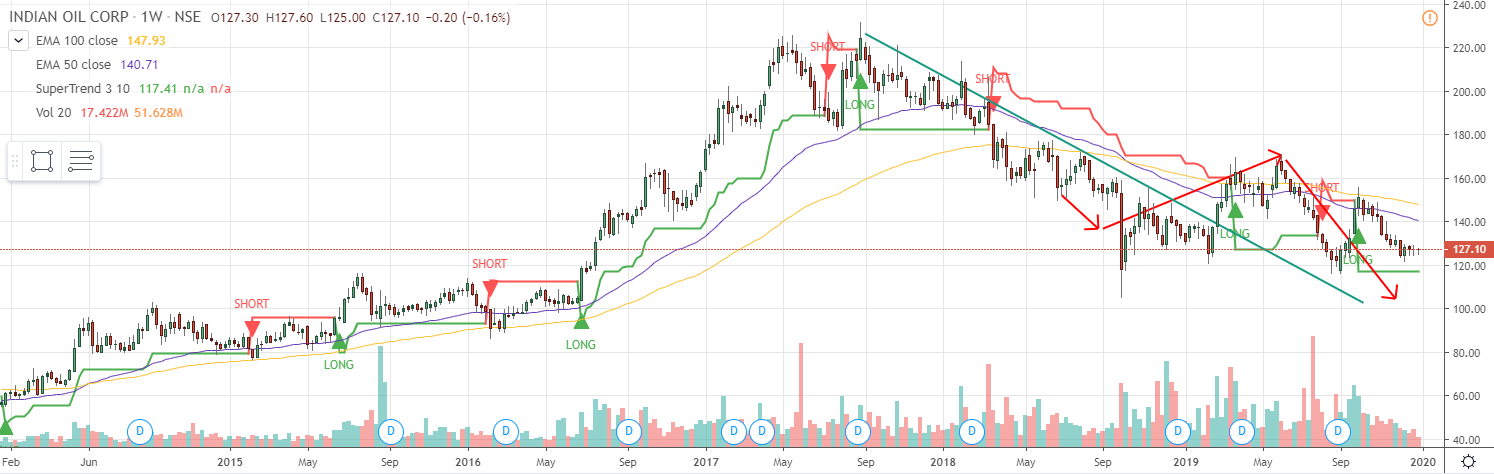 INDIAN OIL CORP · 1W · NSE O127.30 H127.60 L125.00 C127.10 −0.20 (−0.16%)
EMA 100 close 147.93
EMA 50 close 140.71
SuperTrend 3 10 117.41 n/a n/a
Vol 20 17.422M 51.628M
SHORT
LONG
SHORT
LONG
SHORT
LONG
SHORT
LONG
SHORT
LONG
D
D
D
D
D
D
D
D
D
D
D
240.00
220.00
200.00
180.00
160.00
140.00
127.10
120.00
100.00
80.00
60.00
40.00
Feb Jun 2015 May Sep 2016 May Sep 2017 May Sep 2018 May Sep 2019 May Sep 2020